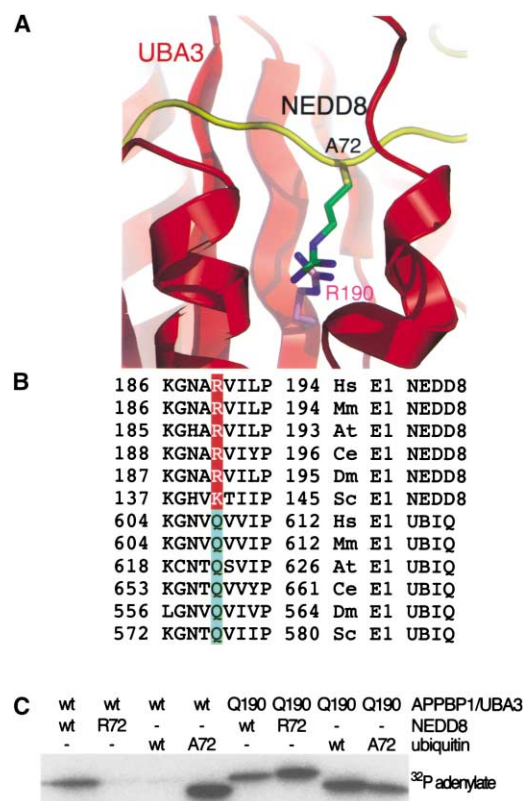 A
UBA3
NEDD8
A72
R190
B
186 KGNARVILP 194 Hs E1 NEDD8
186 KGNARVILP 194 Mm E1 NEDD8
185 KGHARVILP 193 At E1 NEDD8
188 KGNARVIYP 196 Ce E1 NEDD8
187 KGNARVILP 195 Dm E1 NEDD8
137 KGHVKTIIP 145 Sc E1 NEDD8
604 KGNVQVVIP 612 Hs E1 UBIQ
604 KGNVQVVIP 612 Mm E1 UBIQ
618 KCNTQSVIP 626 At E1 UBIQ
653 KGNTQVVYP 661 Ce E1 UBIQ
556 LGNVQVIVP 564 Dm E1 UBIQ
572 KGNTQVIIP 580 Sc E1 UBIQ
C
wt wt wt wt Q190 Q190 Q190 Q190 APPBP1/UBA3
wt R72 - - wt R72 - - NEDD8
- - wt A72 - - wt A72 ubiquitin
32P adenylate